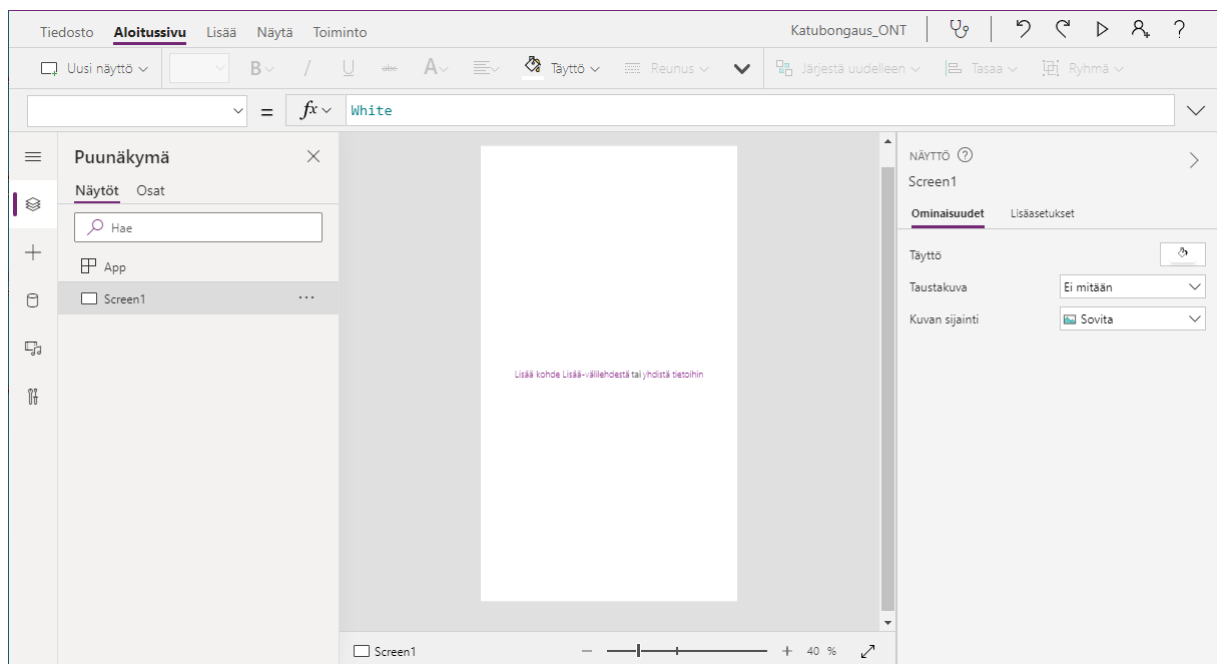 Tiedosto Aloitussivu Lisää Näytä Toiminto Katubongaus_ONT
Uusi näyttö B / U abc A Täyttö Reunus Järjestä uudelleen Tasaa Ryhmä
= fx White
Puunäkymä
Näytöt Osat
Hae
App
Screen1
Lisää kohde Lisää-välilehdestä tai yhdistä tietoihin
Screen1 40 %
NÄYTTÖ
Screen1
Ominaisuudet Lisäasetukset
Täyttö
Taustakuva Ei mitään
Kuvan sijainti Sovita